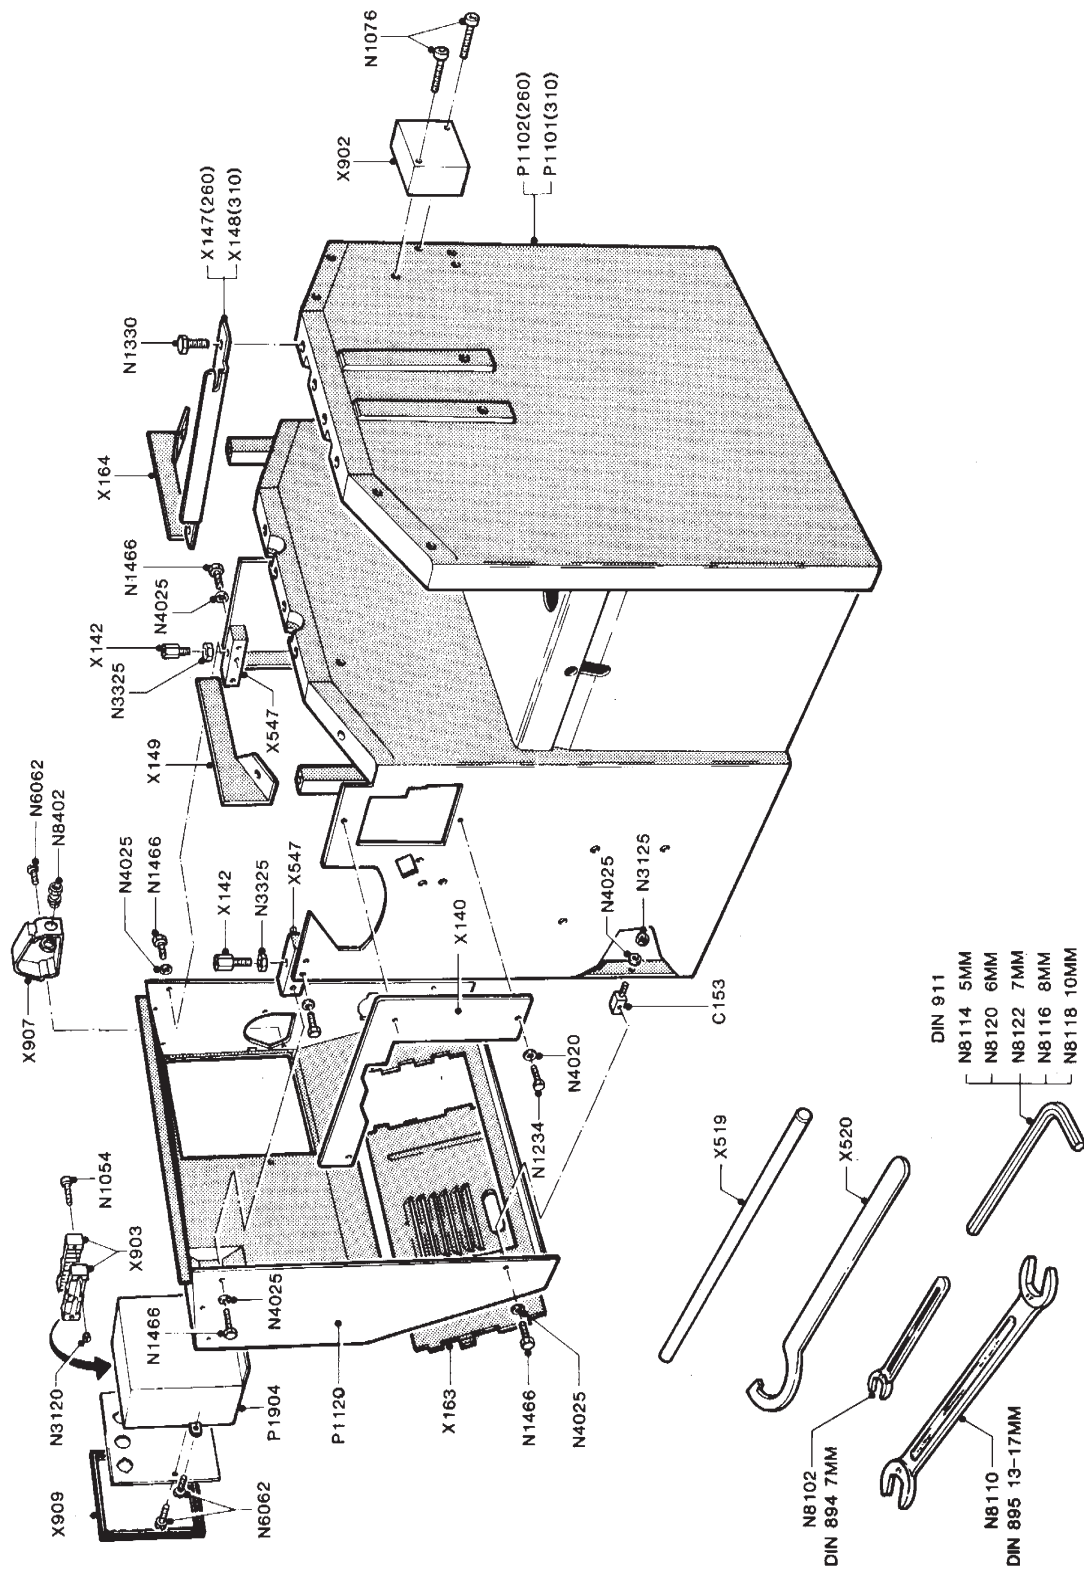 N1076
X902
P1102(260)
P1101(310)
X147(260)
X148(310)
N1330
X164
N1466
N4025
X142
N3325
X547
X149
N6062
N8402
N4025
N1466
X142
N3325
X547
X140
N4025
N3125
X907
C153
N4020
N1234
N1054
X903
N4025
N1466
N3120
P1904
P1120
X163
N1466
N4025
X909
N6062
X519
X520
DIN 911
N8114 5MM
N8120 6MM
N8122 7MM
N8116 8MM
N8118 10MM
N8102
DIN 894 7MM
N8110
DIN 895 13-17MM